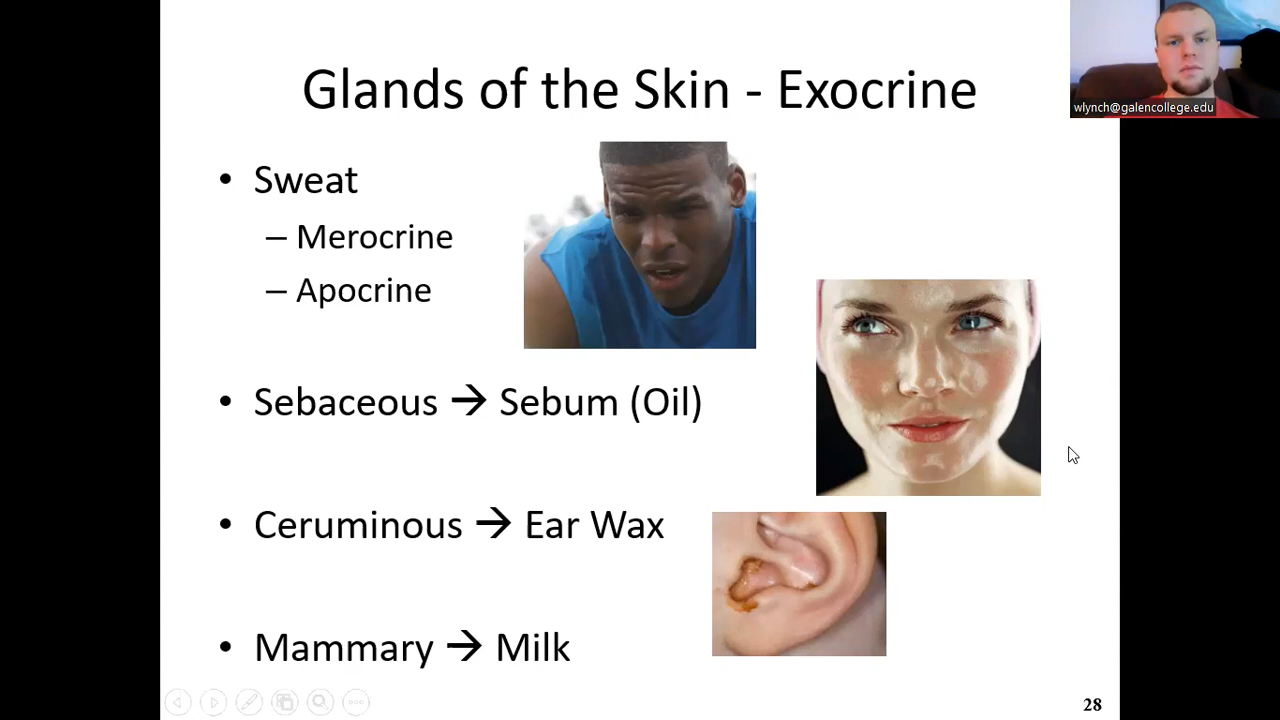 Glands of the Skin - Exocrine
wlynch@galencollege.edu
• Sweat
– Merocrine
– Apocrine
• Sebaceous → Sebum (Oil)
• Ceruminous → Ear Wax
• Mammary → Milk
28